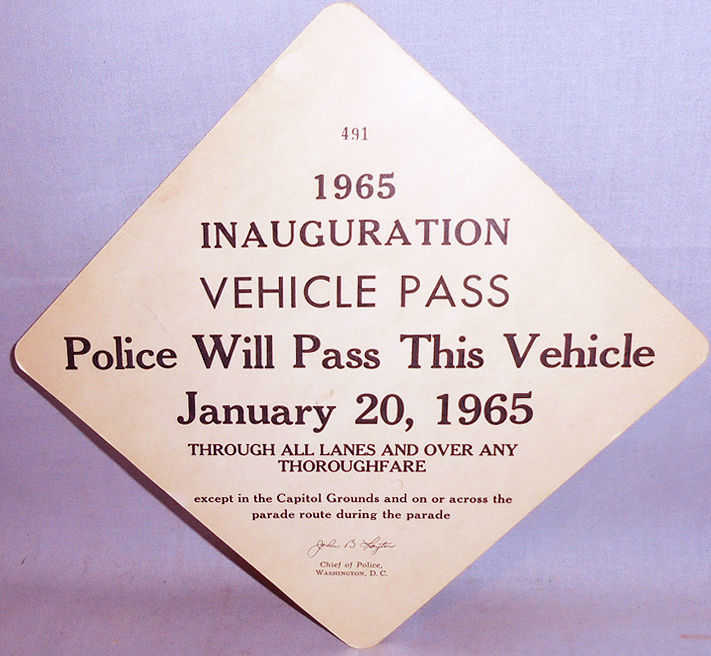 491
1965
INAUGURATION
VEHICLE PASS
Police Will Pass This Vehicle
January 20, 1965
THROUGH ALL LANES AND OVER ANY
THOROUGHFARE
except in the Capitol Grounds and on or across the
parade route during the parade
John B. Layton
Chief of Police,
WASHINGTON, D. C.